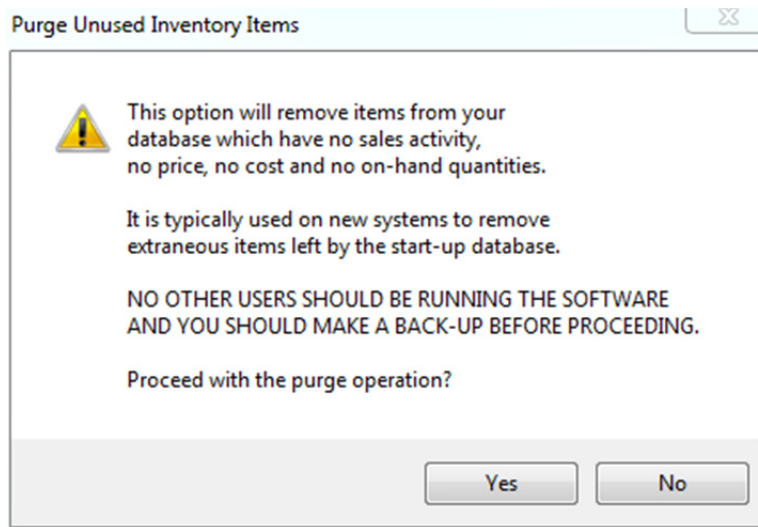 Purge Unused Inventory Items
This option will remove items from your
database which have no sales activity,
no price, no cost and no on-hand quantities.
It is typically used on new systems to remove
extraneous items left by the start-up database.
NO OTHER USERS SHOULD BE RUNNING THE SOFTWARE
AND YOU SHOULD MAKE A BACK-UP BEFORE PROCEEDING.
Proceed with the purge operation?
Yes
No